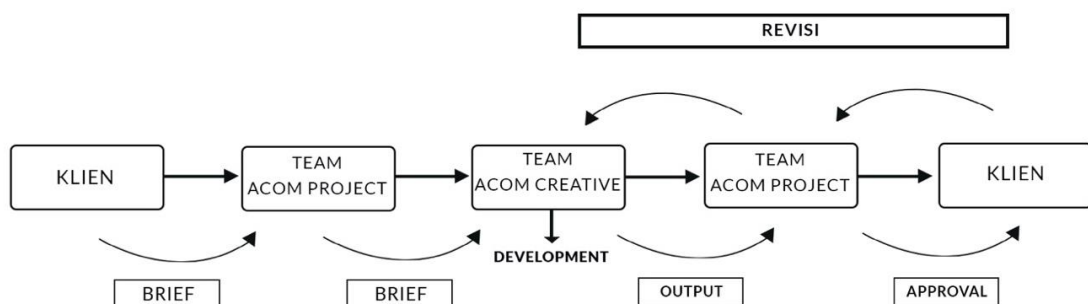 REVISI
KLIEN
TEAM
ACOM PROJECT
TEAM
ACOM CREATIVE
TEAM
ACOM PROJECT
KLIEN
DEVELOPMENT
BRIEF
BRIEF
OUTPUT
APPROVAL